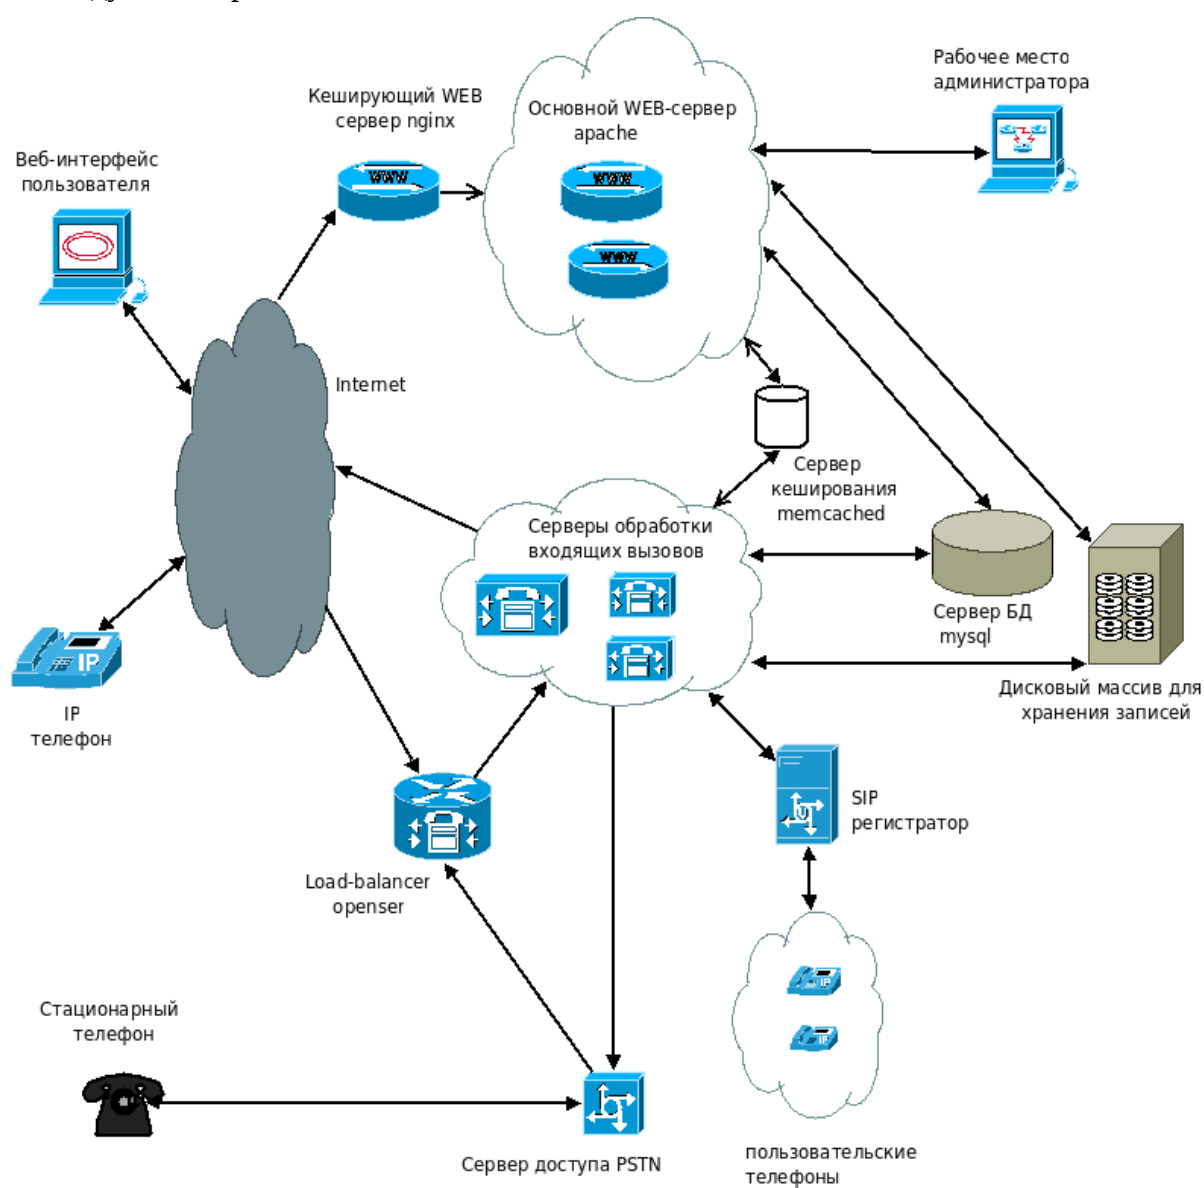 Рабочее место
администратора
Кеширующий WEB
сервер nginx
Основной WEB-сервер
apache
WWW
WWW
WWW
Веб-интерфейс
пользователя
Internet
Сервер
кеширования
memcached
Серверы обработки
входящих вызовов
Сервер БД
mysql
Дисковый массив для
хранения записей
IP
IP
телефон
SIP
регистратор
Load-balancer
openser
IP
IP
Стационарный
телефон
Сервер доступа PSTN
пользовательские
телефоны